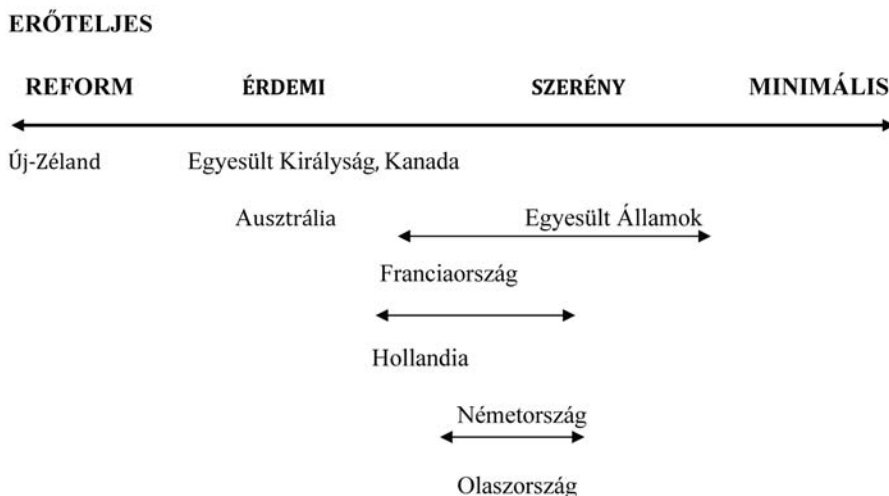 ERŐTELJES
REFORM ÉRDEMI SZERÉNY MINIMÁLIS
Új-Zéland Egyesült Királyság, Kanada
Ausztrália Egyesült Államok
Franciaország
Hollandia
Németország
Olaszország